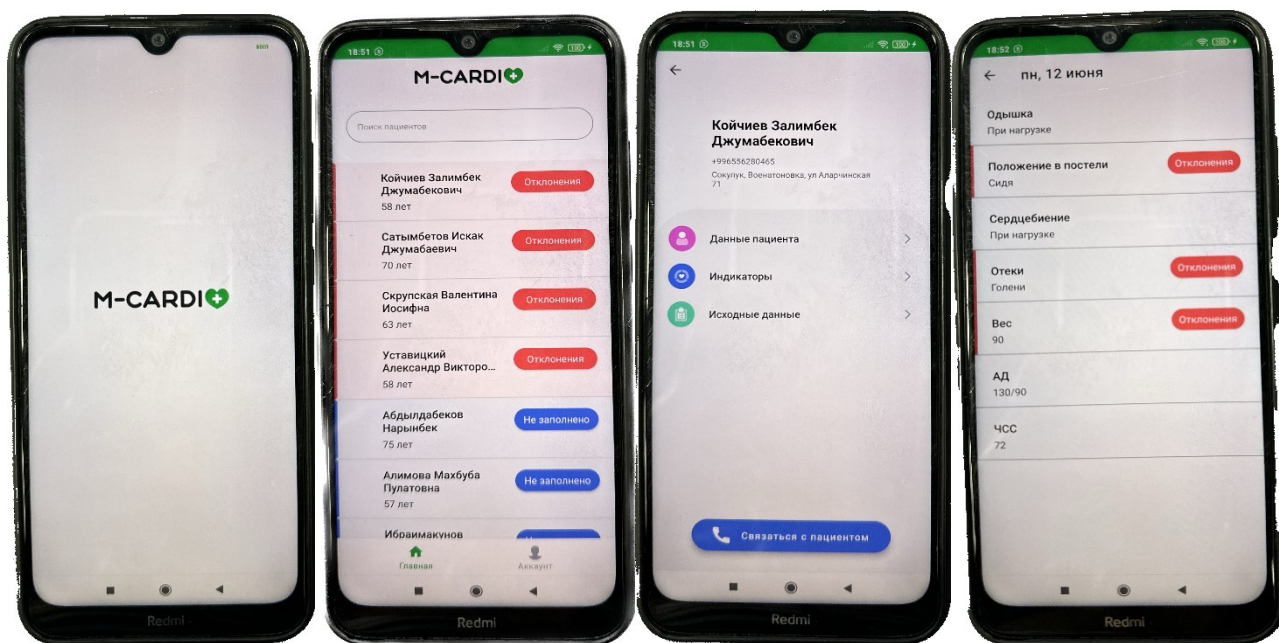 M-CARDI
Redmi
18:51
100
M-CARDI
Поиск пациентов
Койчиев Залимбек
Джумабекович
Отклонения
58 лет
Сатымбетов Искак
Джумабаевич
Отклонения
70 лет
Скрупская Валентина
Иосифна
Отклонения
63 лет
Уставицкий
Александр Викторо...
Отклонения
58 лет
Абдылдабеков
Нарынбек
Не заполнено
75 лет
Алимова Махбуба
Пулатовна
Не заполнено
57 лет
Ибраимакунов
Главная
Аккаунт
Redmi
18:51
100
Койчиев Залимбек
Джумабекович
+996556280465
Сокулук, Военатоновка, ул Аларчинская
71
Данные пациента
Индикаторы
Исходные данные
Связаться с пациентом
Redmi
18:52
100
пн, 12 июня
Одышка
При нагрузке
Положение в постели
Отклонения
Сидя
Сердцебиение
При нагрузке
Отеки
Отклонения
Голени
Вес
Отклонения
90
АД
130/90
ЧСС
72
Redmi